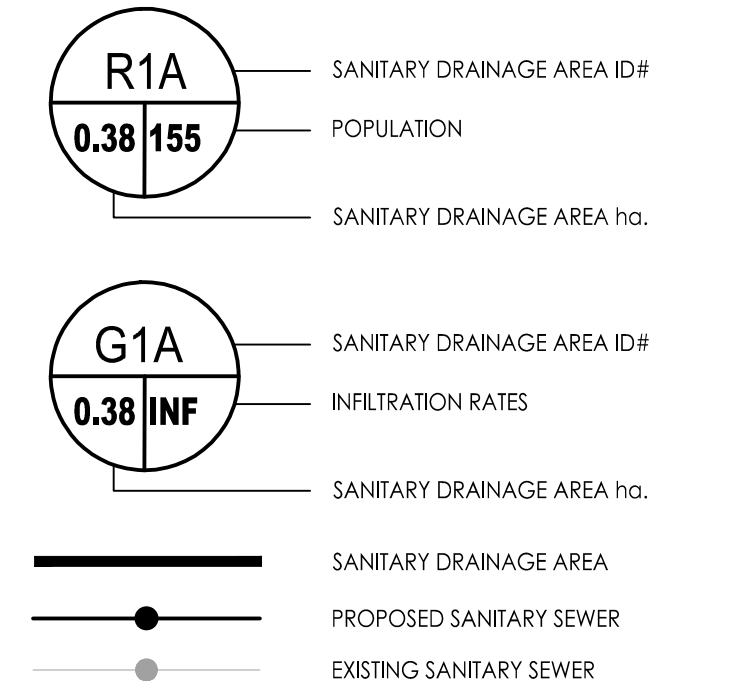 R1A
SANITARY DRAINAGE AREA ID#
0.38 155
POPULATION
SANITARY DRAINAGE AREA ha.
G1A
SANITARY DRAINAGE AREA ID#
0.38 INF
INFILTRATION RATES
SANITARY DRAINAGE AREA ha.
SANITARY DRAINAGE AREA
PROPOSED SANITARY SEWER
EXISTING SANITARY SEWER